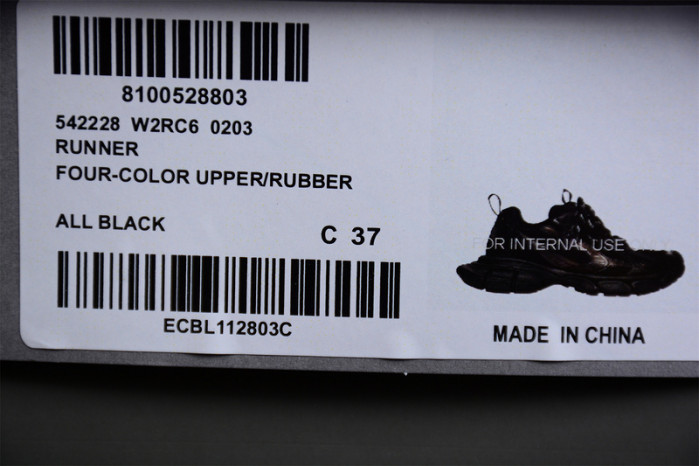 8100528803
542228 W2RC6 0203
RUNNER
FOUR-COLOR UPPER/RUBBER
ALL BLACK
C 37
ECBL112803C
FOR INTERNAL USE ONLY
MADE IN CHINA